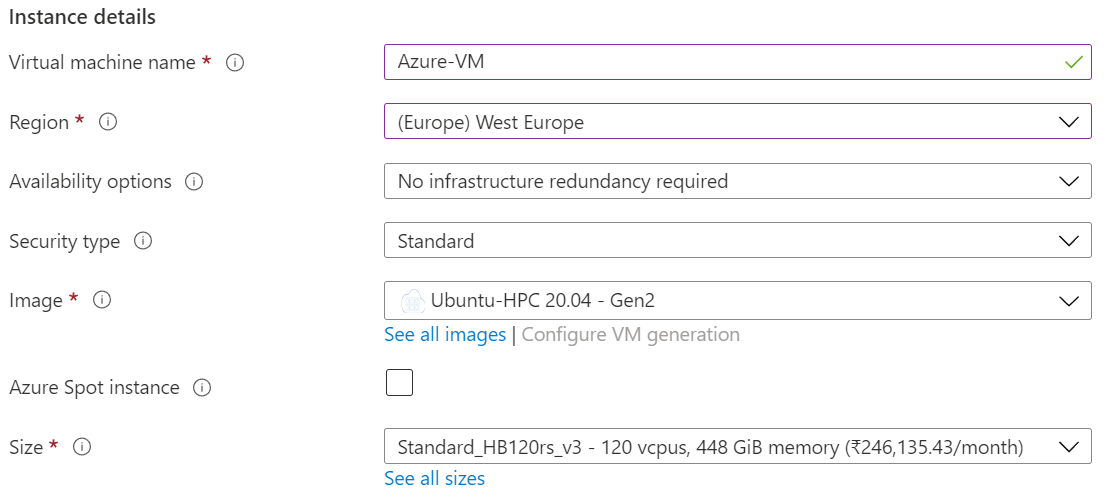 Instance details
Virtual machine name * Azure-VM
Region * (Europe) West Europe
Availability options No infrastructure redundancy required
Security type Standard
Image * Ubuntu-HPC 20.04 - Gen2
See all images | Configure VM generation
Azure Spot instance
Size * Standard_HB120rs_v3 - 120 vcpus, 448 GiB memory (₹246,135.43/month)
See all sizes